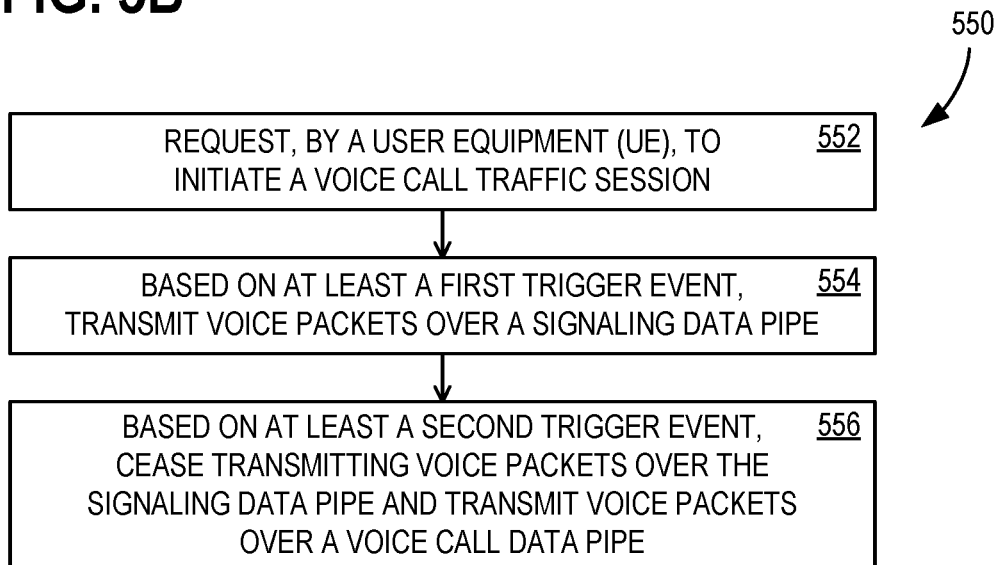 FIG.
550
REQUEST, BY A USER EQUIPMENT (UE), TO 552
INITIATE A VOICE CALL TRAFFIC SESSION
BASED ON AT LEAST A FIRST TRIGGER EVENT, 554
TRANSMIT VOICE PACKETS OVER A SIGNALING DATA PIPE
BASED ON AT LEAST A SECOND TRIGGER EVENT, 556
CEASE TRANSMITTING VOICE PACKETS OVER THE
SIGNALING DATA PIPE AND TRANSMIT VOICE PACKETS
OVER A VOICE CALL DATA PIPE